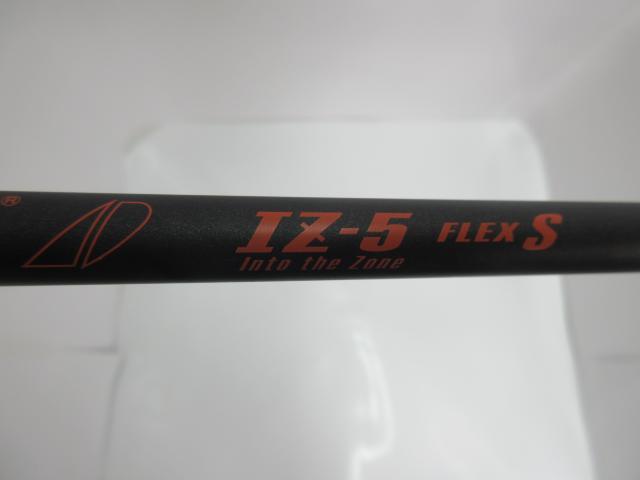 ® IZ-5 FLEX S
Into the Zone